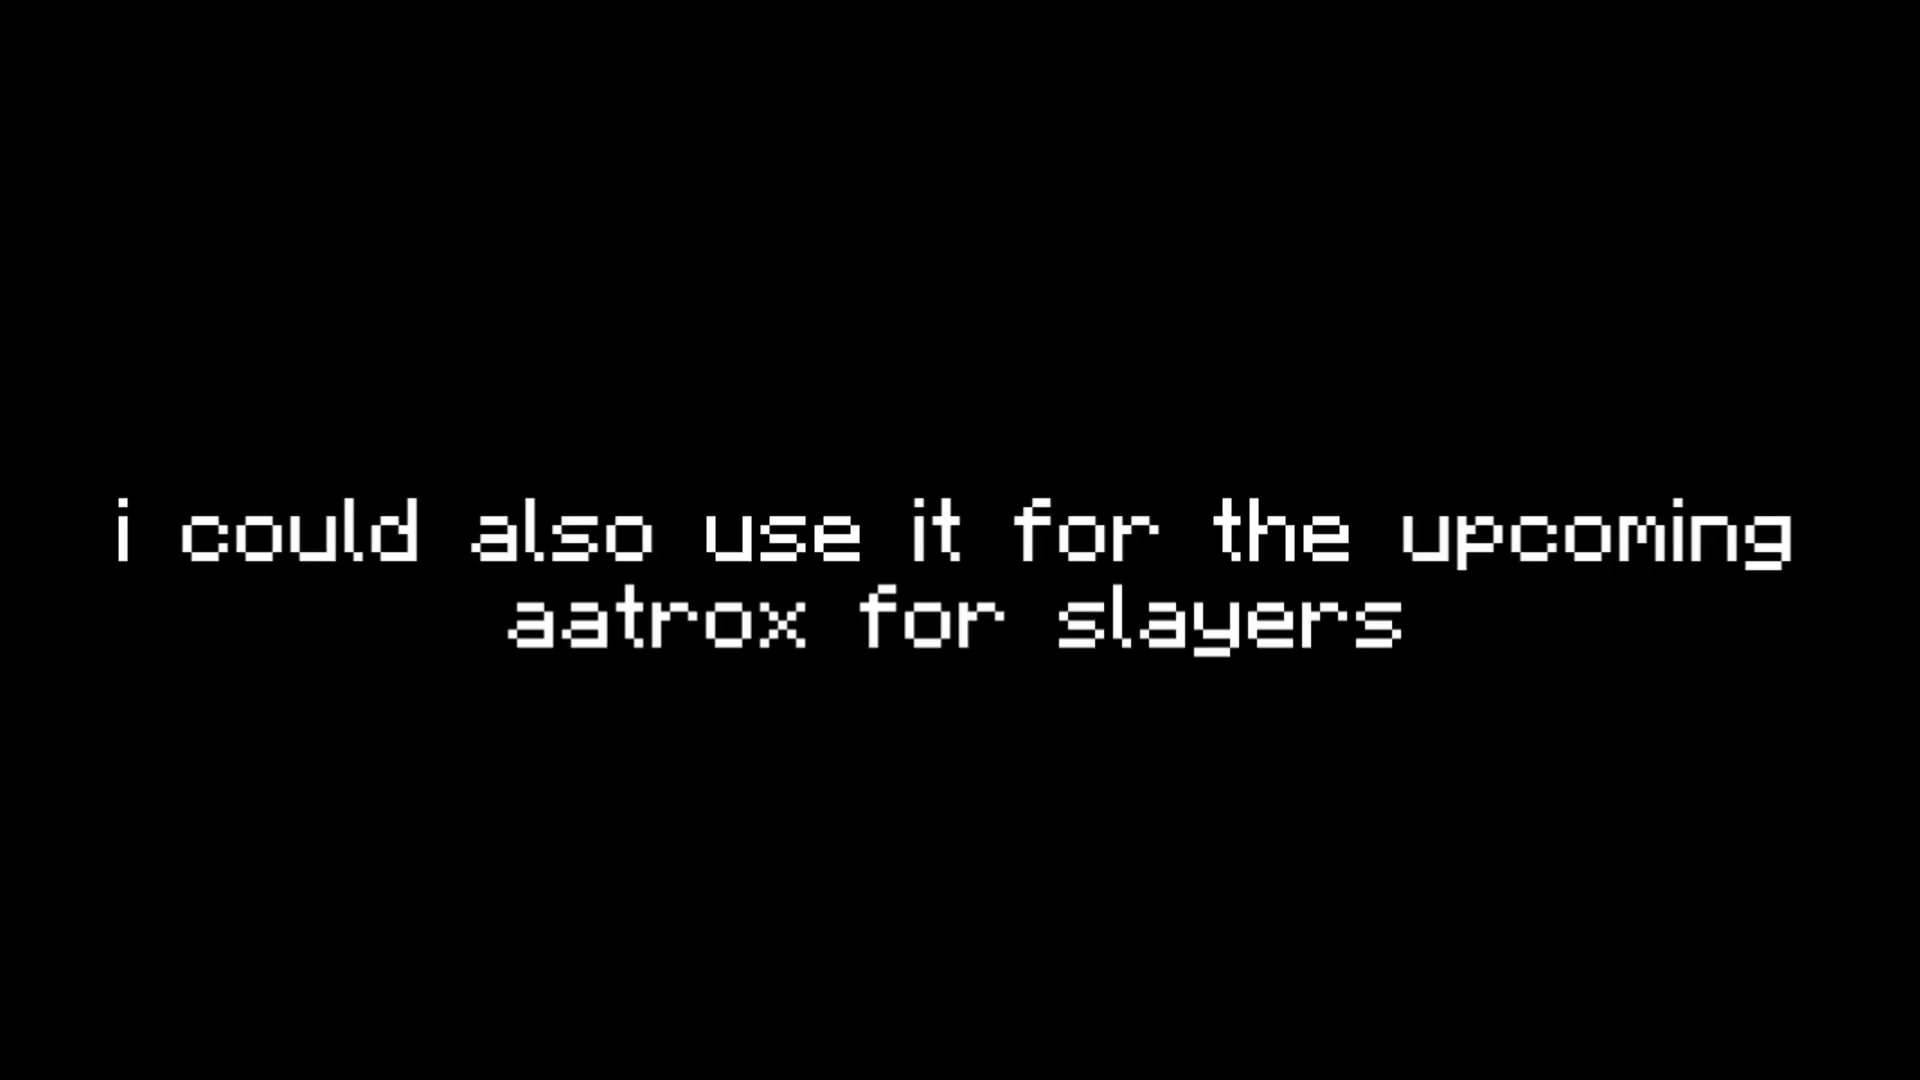 i could also use it for the upcoming
aatrox for slayers